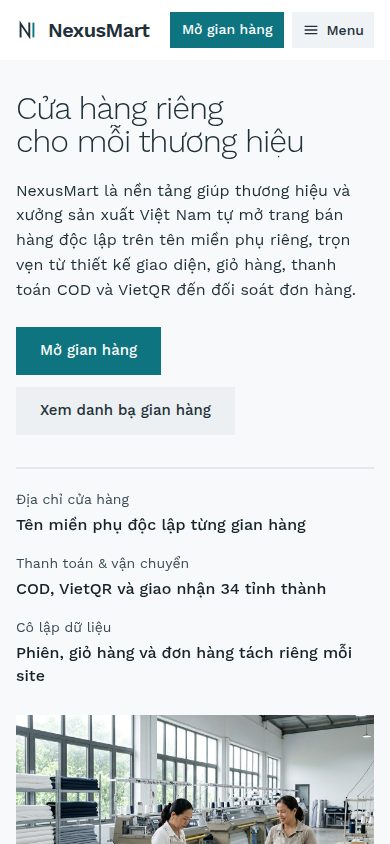 NexusMart
Mở gian hàng
Menu
Cửa hàng riêng
cho mỗi thương hiệu
NexusMart là nền tảng giúp thương hiệu và
xưởng sản xuất Việt Nam tự mở trang bán
hàng độc lập trên tên miền phụ riêng, trọn
vẹn từ thiết kế giao diện, giỏ hàng, thanh
toán COD và VietQR đến đối soát đơn hàng.
Mở gian hàng
Xem danh bạ gian hàng
Địa chỉ cửa hàng
Tên miền phụ độc lập từng gian hàng
Thanh toán & vận chuyển
COD, VietQR và giao nhận 34 tỉnh thành
Cô lập dữ liệu
Phiên, giỏ hàng và đơn hàng tách riêng mỗi
site